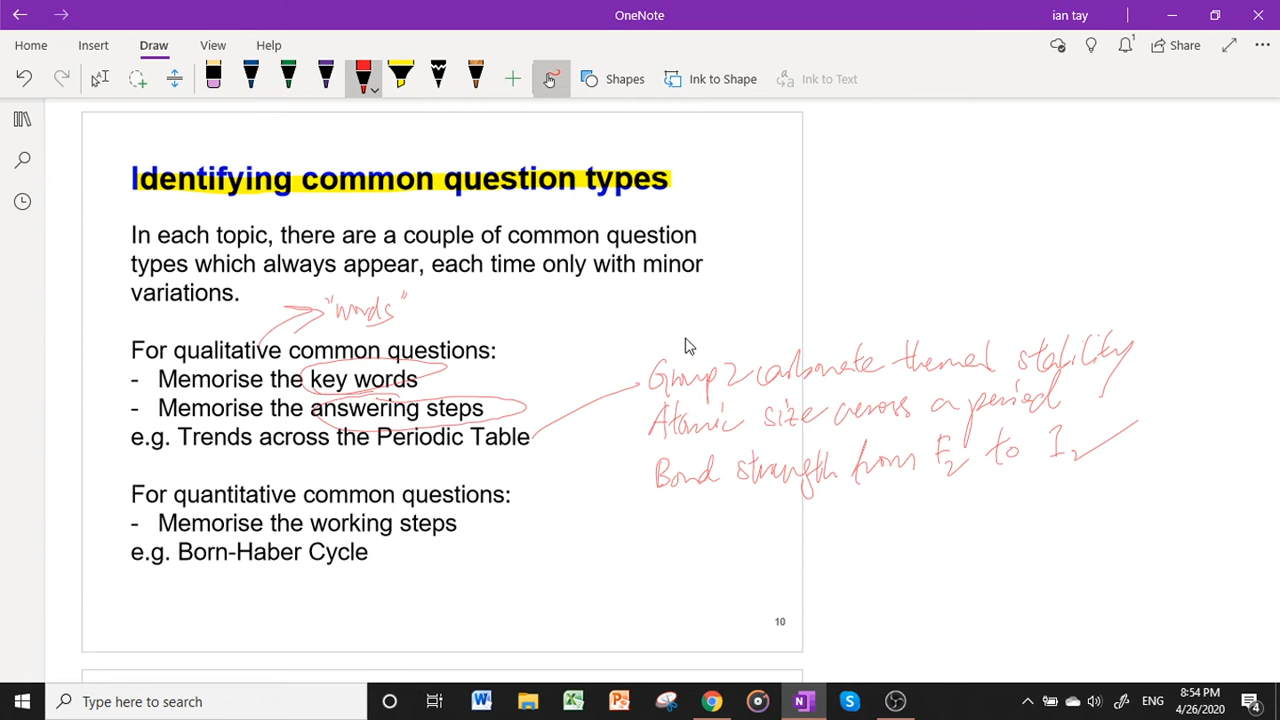 OneNote
ian tay
Home Insert Draw View Help
Share
Shapes
Ink to Shape
Ink to Text
Identifying common question types
In each topic, there are a couple of common question
types which always appear, each time only with minor
variations.
"words"
For qualitative common questions:
- Memorise the key words
- Memorise the answering steps
e.g. Trends across the Periodic Table
Group 2 carbonate thermal stability
Atomic size across a period
Bond strength from F2 to I2
For quantitative common questions:
- Memorise the working steps
e.g. Born-Haber Cycle
10
Type here to search
ENG
8:54 PM
4/26/2020
4